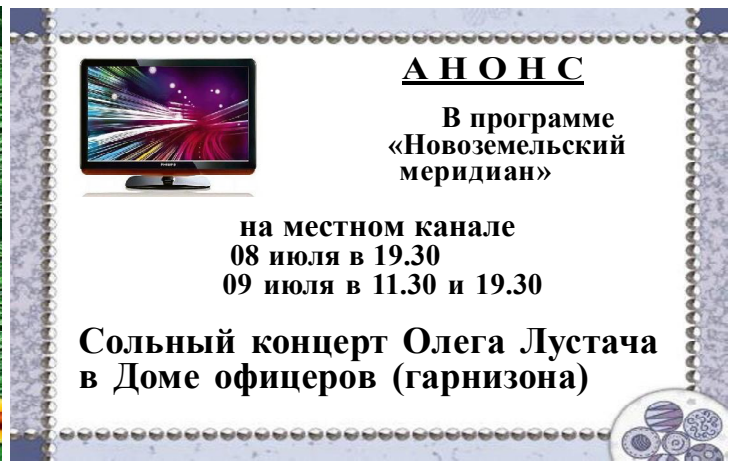 А Н О Н С
В программе
«Новоземельский
меридиан»
PHILIPS
на местном канале
08 июля в 19.30
09 июля в 11.30 и 19.30
Сольный концерт Олега Лустача
в Доме офицеров (гарнизона)